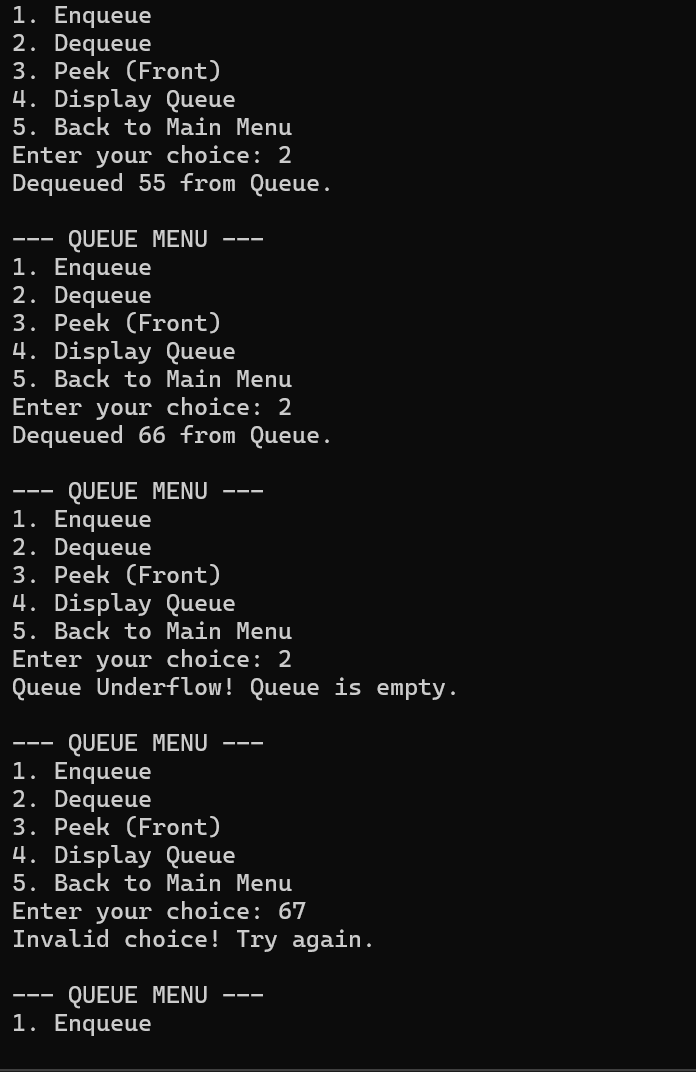 1. Enqueue
2. Dequeue
3. Peek (Front)
4. Display Queue
5. Back to Main Menu
Enter your choice: 2
Dequeued 55 from Queue.
--- QUEUE MENU ---
1. Enqueue
2. Dequeue
3. Peek (Front)
4. Display Queue
5. Back to Main Menu
Enter your choice: 2
Dequeued 66 from Queue.
--- QUEUE MENU ---
1. Enqueue
2. Dequeue
3. Peek (Front)
4. Display Queue
5. Back to Main Menu
Enter your choice: 2
Queue Underflow! Queue is empty.
--- QUEUE MENU ---
1. Enqueue
2. Dequeue
3. Peek (Front)
4. Display Queue
5. Back to Main Menu
Enter your choice: 67
Invalid choice! Try again.
--- QUEUE MENU ---
1. Enqueue